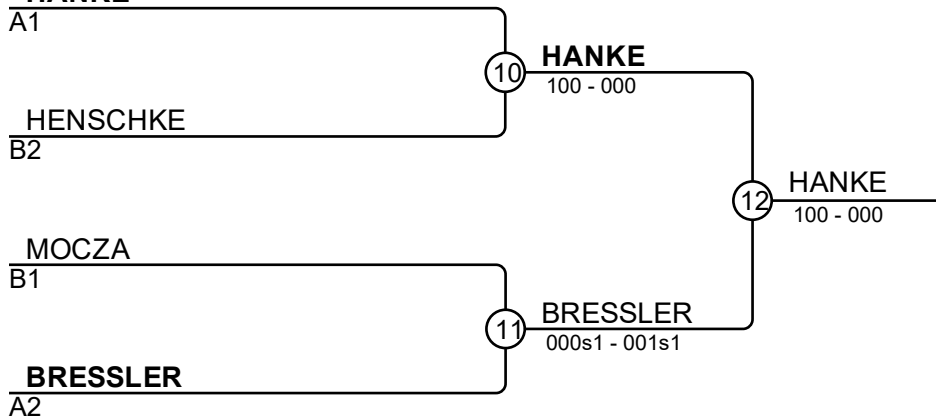 HANKE
A1
10
HANKE
100 - 000
HENSCHKE
B2
12
HANKE
100 - 000
MOCZA
B1
11
BRESSLER
000s1 - 001s1
BRESSLER
A2